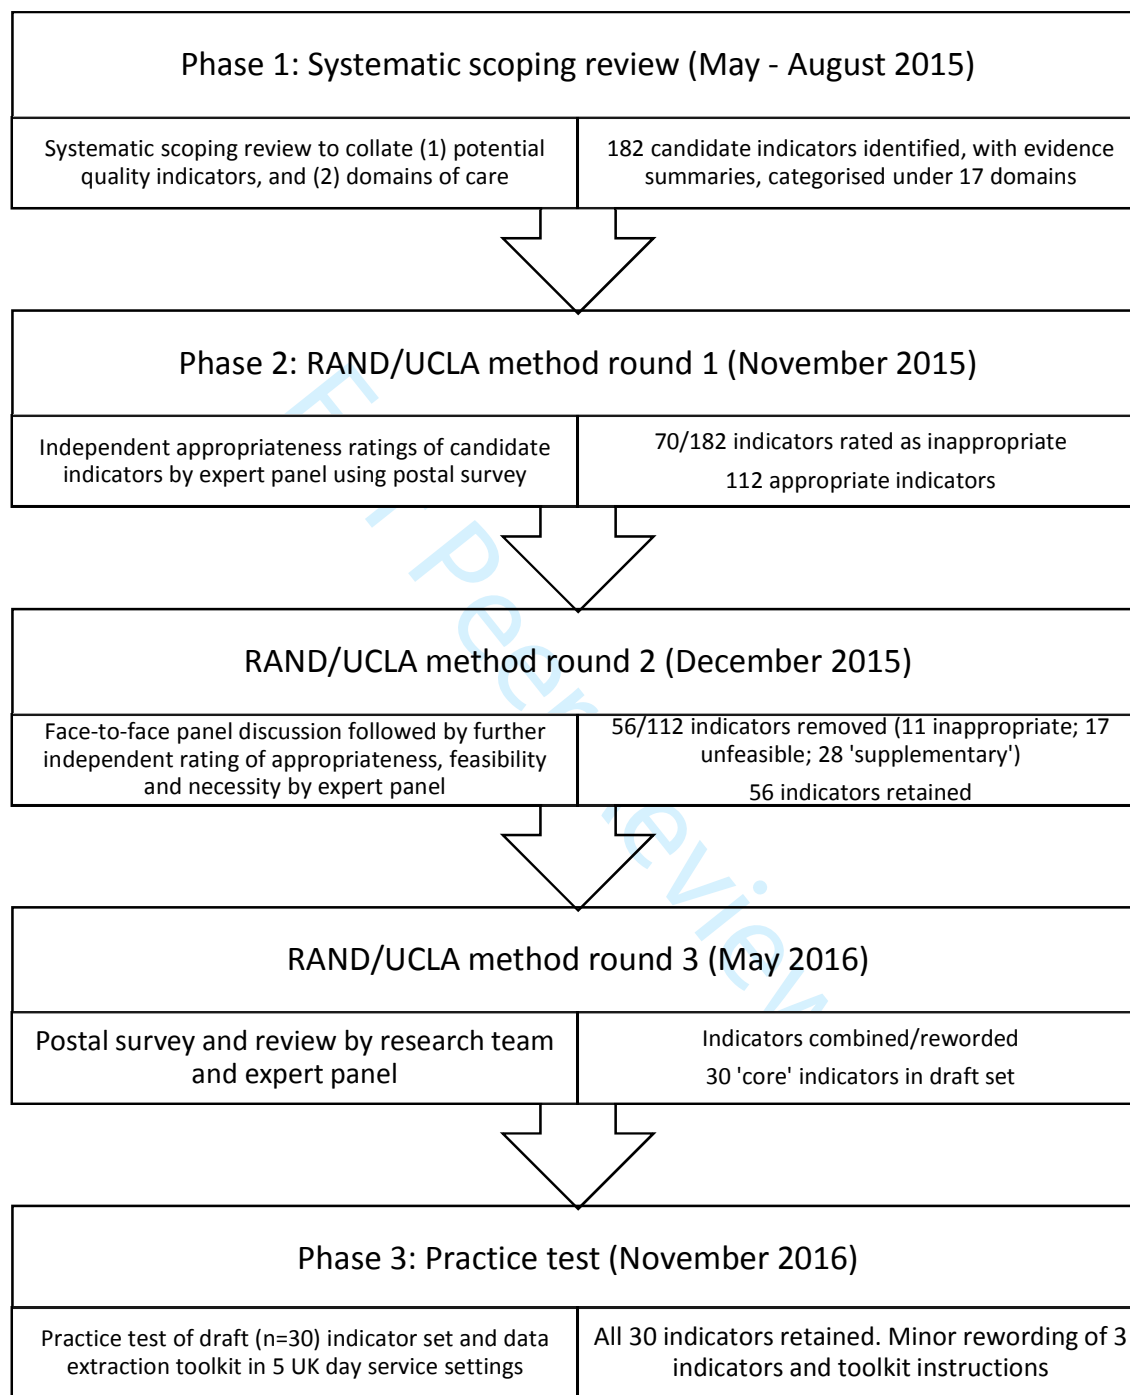 Phase 1: Systematic scoping review (May - August 2015)
Systematic scoping review to collate (1) potential
quality indicators, and (2) domains of care
182 candidate indicators identified, with evidence
summaries, categorised under 17 domains
Phase 2: RAND/UCLA method round 1 (November 2015)
Independent appropriateness ratings of candidate
indicators by expert panel using postal survey
70/182 indicators rated as inappropriate
112 appropriate indicators
RAND/UCLA method round 2 (December 2015)
Face-to-face panel discussion followed by further
independent rating of appropriateness, feasibility
and necessity by expert panel
56/112 indicators removed (11 inappropriate; 17
unfeasible; 28 'supplementary')
56 indicators retained
RAND/UCLA method round 3 (May 2016)
Postal survey and review by research team
and expert panel
Indicators combined/reworded
30 'core' indicators in draft set
Phase 3: Practice test (November 2016)
Practice test of draft (n=30) indicator set and data
extraction toolkit in 5 UK day service settings
All 30 indicators retained. Minor rewording of 3
indicators and toolkit instructions
For Peer Review